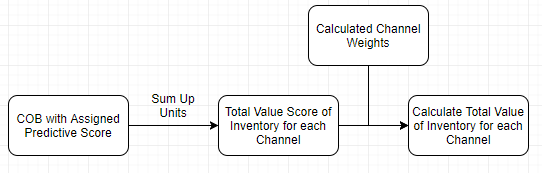 Calculated Channel
Weights
Sum Up
Units
COB with Assigned
Predictive Score
Total Value Score of
Inventory for each
Channel
Calculate Total Value
of Inventory for each
Channel